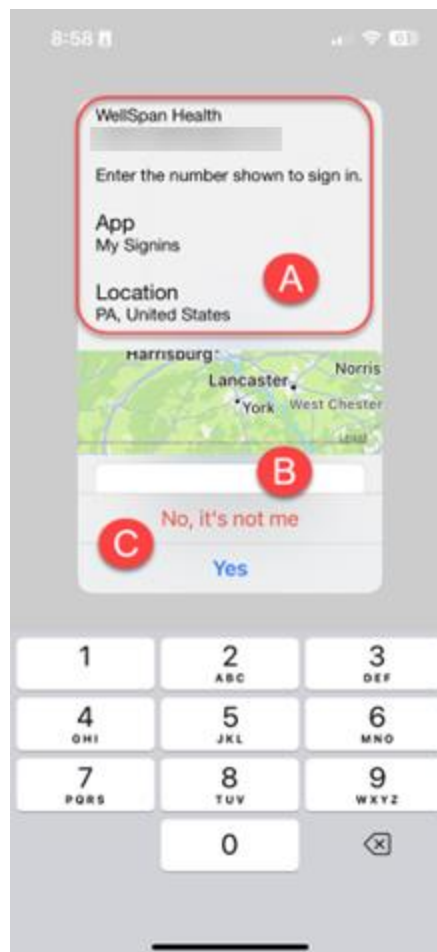 8:58
WellSpan Health
Enter the number shown to sign in.
App
My Signins
A
Location
PA, United States
Harrisburg
Norris
Lancaster
York West Chester
B
No, it's not me
C
Yes
1 2 3
ABC DEF
4 5 6
GHI JKL MNO
7 8 9
PQRS TUV WXYZ
0